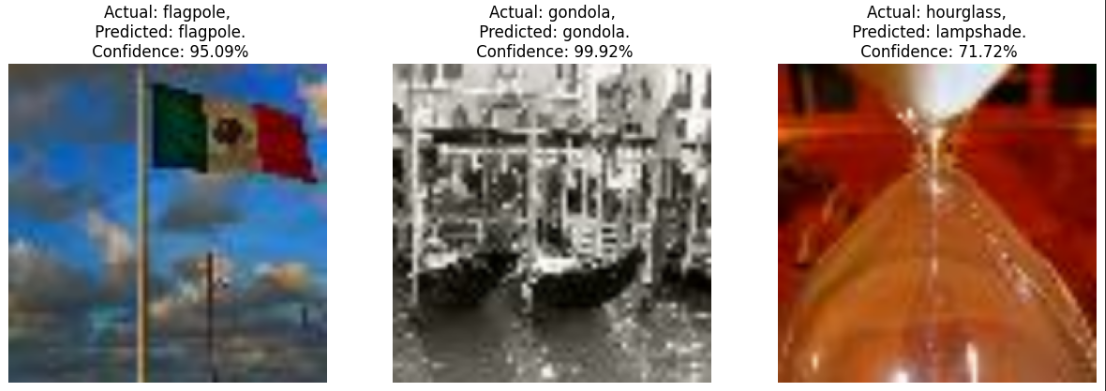 Actual: flagpole,
Predicted: flagpole.
Confidence: 95.09%
Actual: gondola,
Predicted: gondola.
Confidence: 99.92%
Actual: hourglass,
Predicted: lampshade.
Confidence: 71.72%